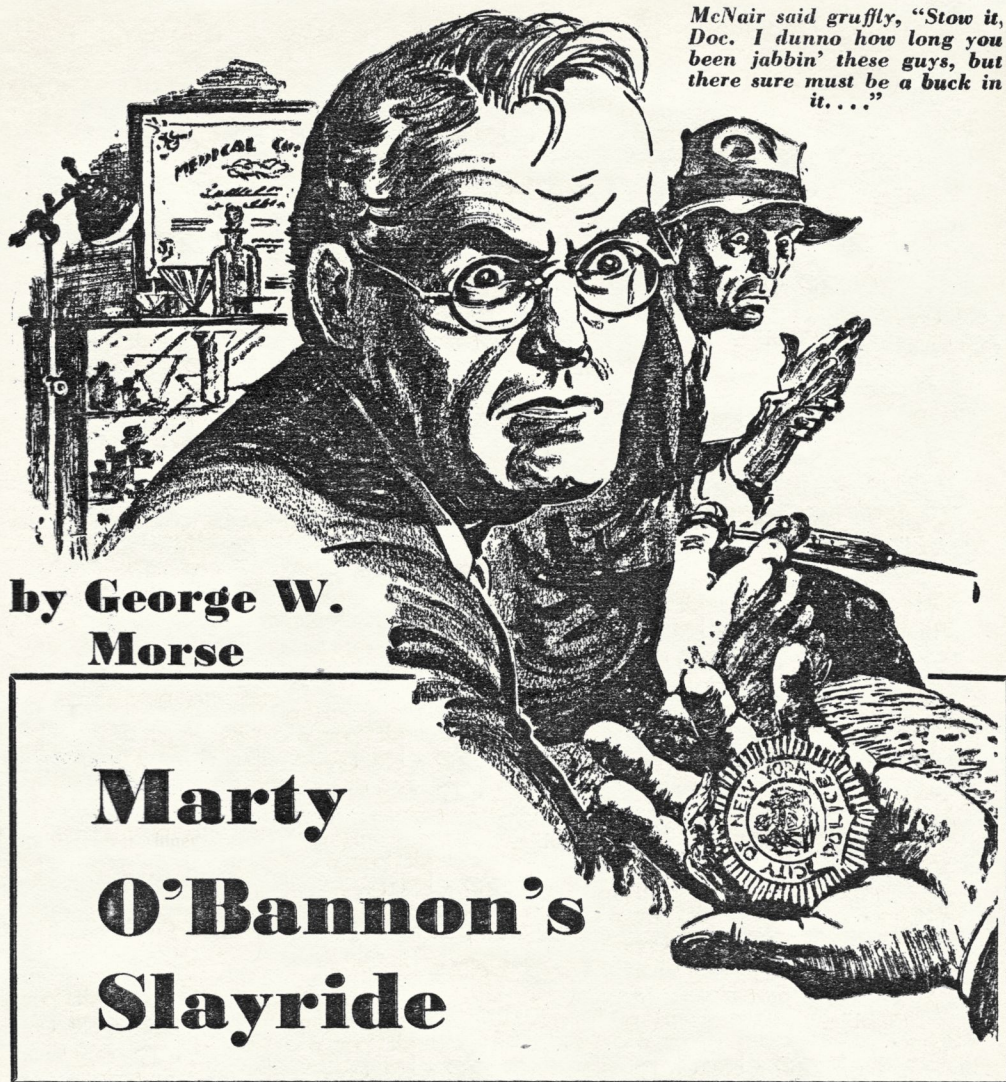 McNair said gruffly, “Stow it,
Doc. I dunno how long you
been jabbin’ these guys, but
there sure must be a buck in
it. . . .”
MEDICAL
by George W.
Morse
CITY OF NEW YORK POLICE
Marty
O’Bannon’s
Slayride